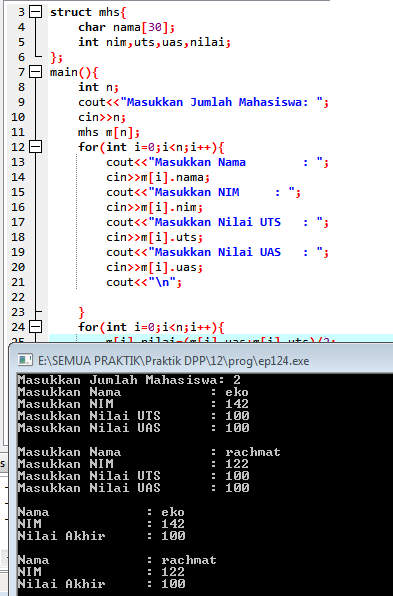 3 struct mhs{
4 char nama[30];
5 int nim,uts,uas,nilai;
6 };
7 main(){
8 int n;
9 cout<<"Masukkan Jumlah Mahasiswa: ";
10 cin>>n;
11 mhs m[n];
12 for(int i=0;i<n;i++){
13 cout<<"Masukkan Nama : ";
14 cin>>m[i].nama;
15 cout<<"Masukkan NIM : ";
16 cin>>m[i].nim;
17 cout<<"Masukkan Nilai UTS : ";
18 cin>>m[i].uts;
19 cout<<"Masukkan Nilai UAS : ";
20 cin>>m[i].uas;
21 cout<<"\n";
22
23 }
24 for(int i=0;i<n;i++){
25 m[i].nilai=(m[i].uas+m[i].uts)/2;
E:\SEMUA PRAKTIK\Praktik DPP\12\prog\ep124.exe
Masukkan Jumlah Mahasiswa: 2
Masukkan Nama : eko
Masukkan NIM : 142
Masukkan Nilai UTS : 100
Masukkan Nilai UAS : 100
Masukkan Nama : rachmat
Masukkan NIM : 122
Masukkan Nilai UTS : 100
Masukkan Nilai UAS : 100
Nama : eko
NIM : 142
Nilai Akhir : 100
Nama : rachmat
NIM : 122
Nilai Akhir : 100